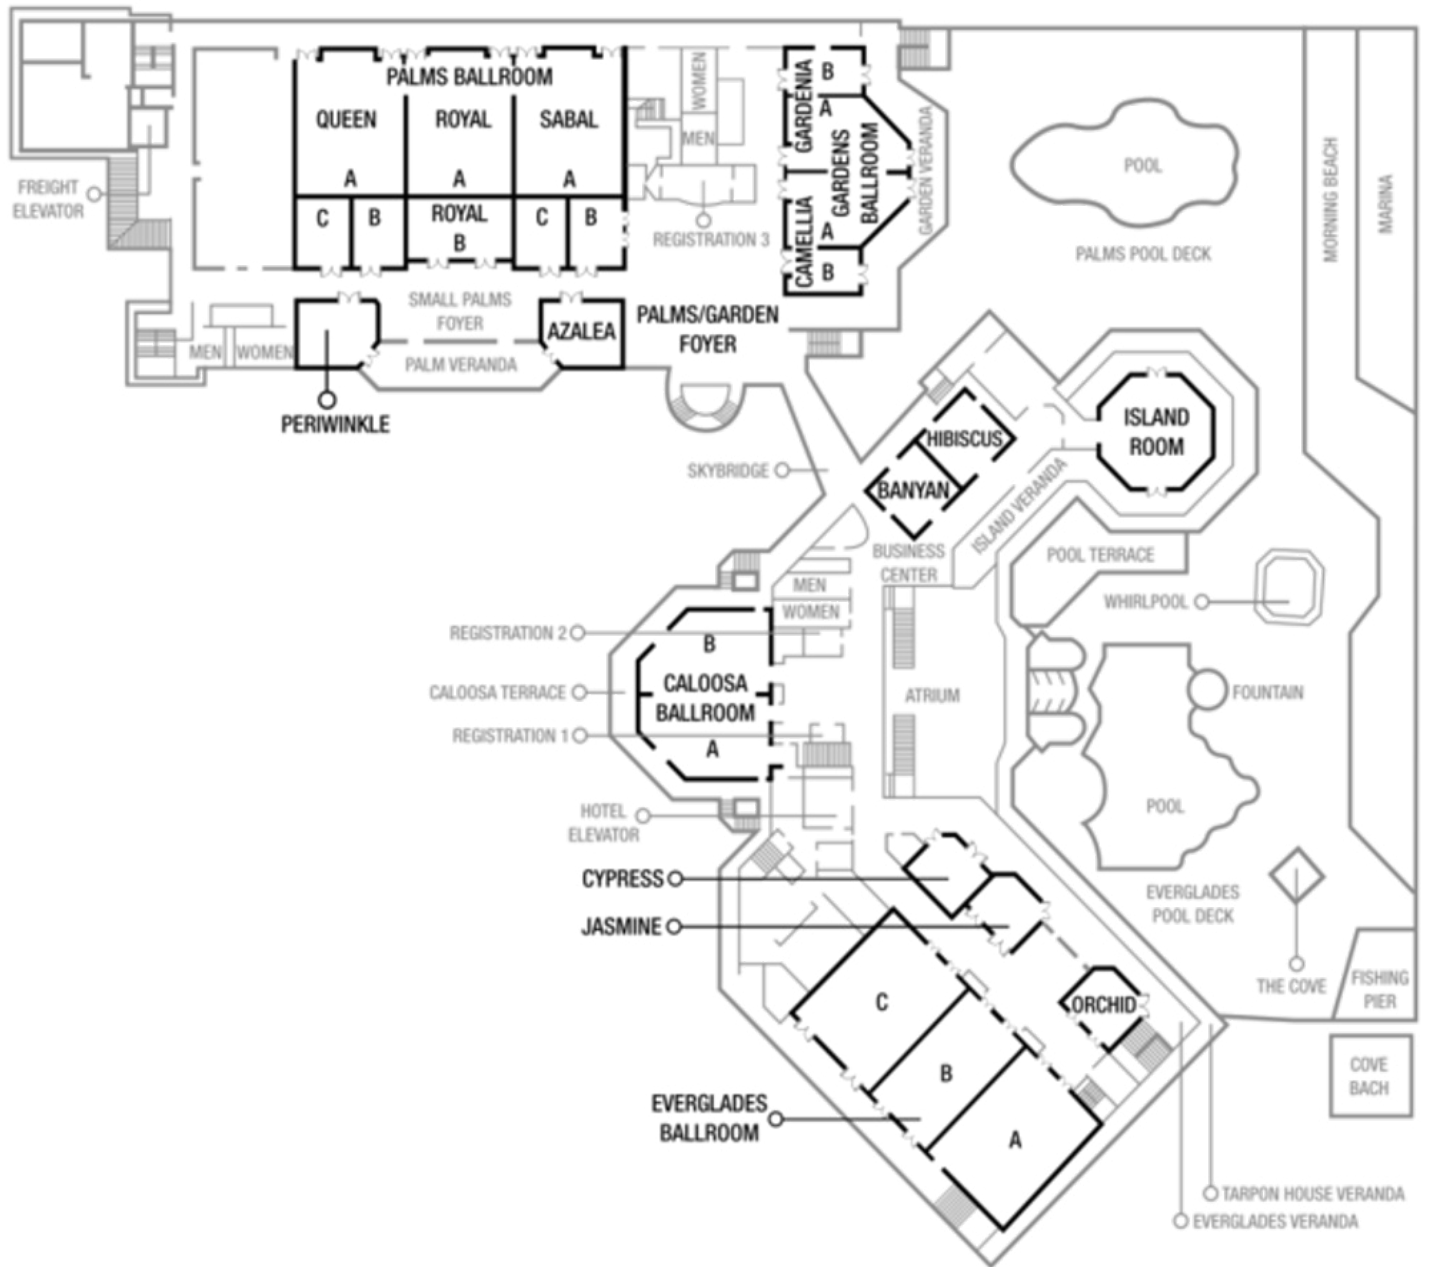 PALMS BALLROOM
QUEEN
ROYAL
SABAL
A
A
A
C
B
ROYAL
B
C
B
WOMEN
MEN
REGISTRATION 3
GARDENIA
B
A
GARDENS
BALLROOM
CAMELLIA
A
B
GARDEN VERANDA
POOL
PALMS POOL DECK
MORNING BEACH
MARINA
FREIGHT
ELEVATOR
SMALL PALMS
FOYER
AZALEA
PALMS/GARDEN
FOYER
MEN
WOMEN
PALM VERANDA
PERIWINKLE
SKYBRIDGE
HIBISCUS
BANYAN
ISLAND
ROOM
ISLAND VERANDA
BUSINESS
CENTER
POOL TERRACE
WHIRLPOOL
MEN
WOMEN
REGISTRATION 2
B
CALOOSA TERRACE
CALOOSA
BALLROOM
REGISTRATION 1
A
ATRIUM
FOUNTAIN
POOL
HOTEL
ELEVATOR
CYPRESS
JASMINE
EVERGLADES
POOL DECK
THE COVE
FISHING
PIER
ORCHID
C
B
A
EVERGLADES
BALLROOM
COVE
BACH
TARPON HOUSE VERANDA
EVERGLADES VERANDA